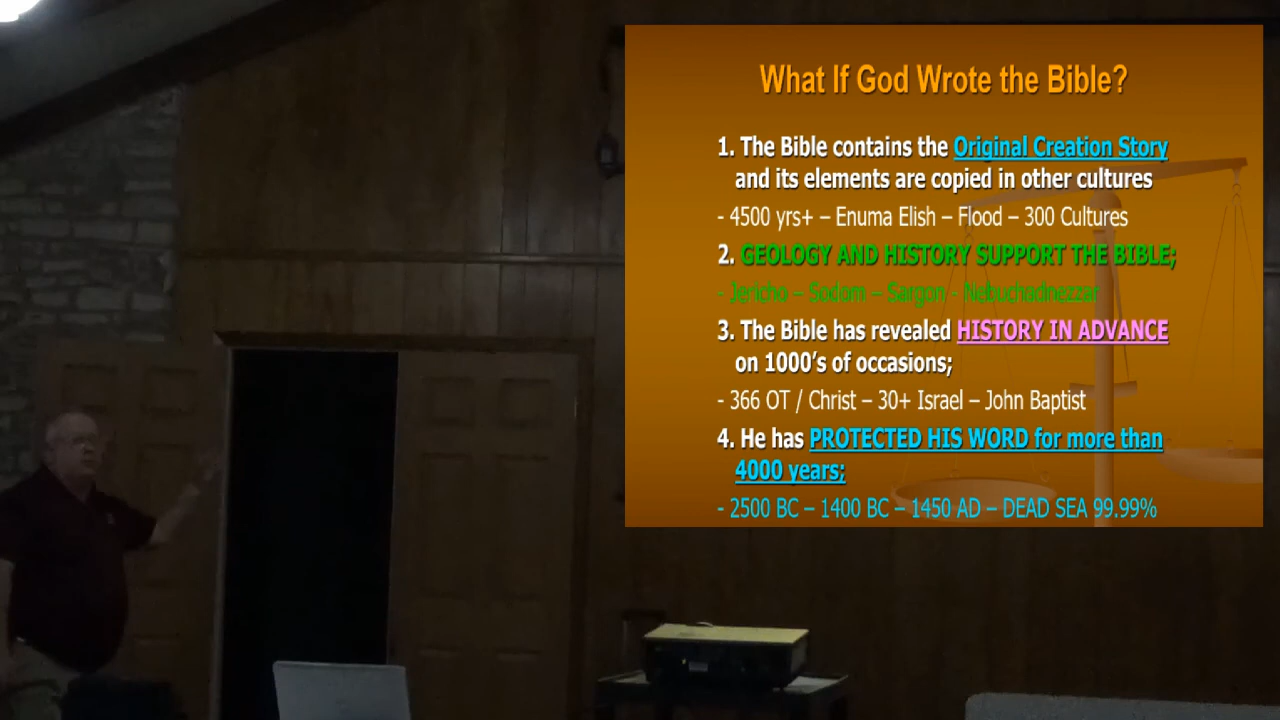 What If God Wrote the Bible?
1. The Bible contains the Original Creation Story
and its elements are copied in other cultures
- 4500 yrs+ – Enuma Elish – Flood – 300 Cultures
2. GEOLOGY AND HISTORY SUPPORT THE BIBLE;
- Jericho – Sodom – Sargon - Nebuchadnezzar
3. The Bible has revealed HISTORY IN ADVANCE
on 1000's of occasions;
- 366 OT / Christ – 30+ Israel – John Baptist
4. He has PROTECTED HIS WORD for more than
4000 years;
- 2500 BC – 1400 BC – 1450 AD – DEAD SEA 99.99%